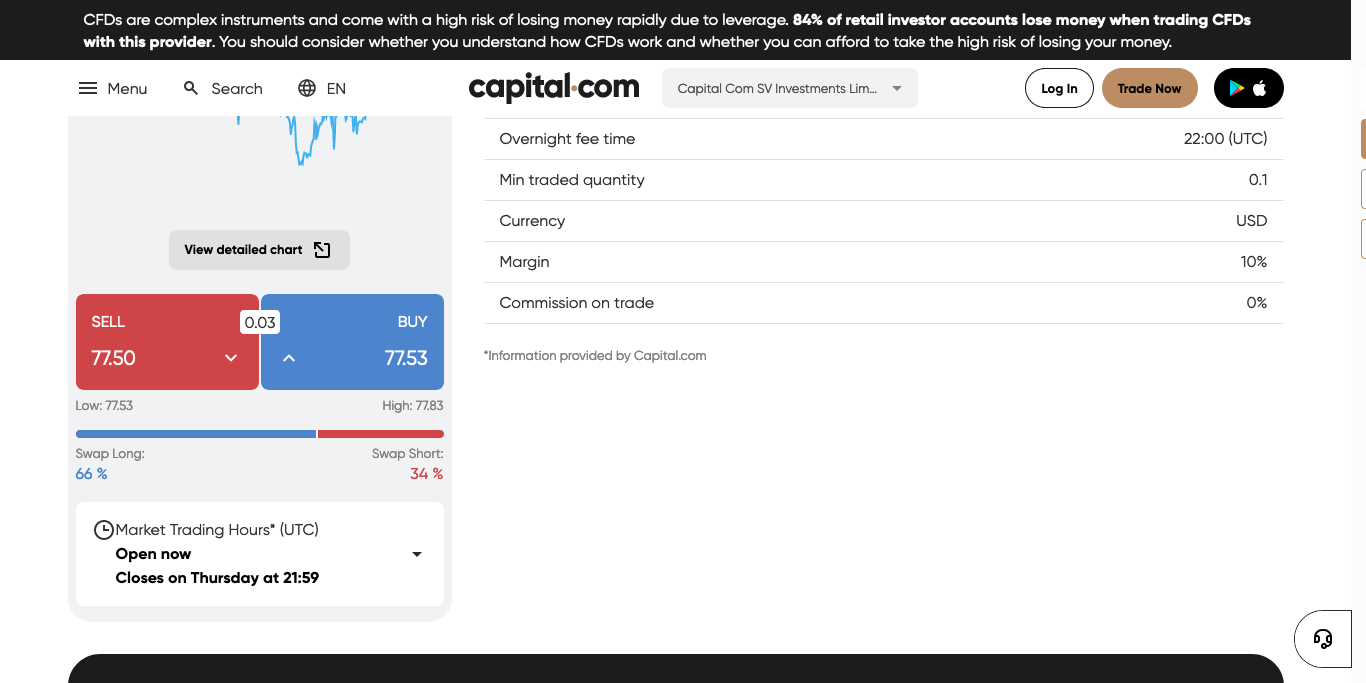 CFDs are complex instruments and come with a high risk of losing money rapidly due to leverage. 84% of retail investor accounts lose money when trading CFDs
with this provider. You should consider whether you understand how CFDs work and whether you can afford to take the high risk of losing your money.
Menu
Search
EN
capital.com
Capital Com SV Investments Lim...
Log In
Trade Now
View detailed chart
SELL
77.50
0.03
BUY
77.53
Low: 77.53
High: 77.83
Swap Long:
66 %
Swap Short:
34 %
Market Trading Hours* (UTC)
Open now
Closes on Thursday at 21:59
Overnight fee time 22:00 (UTC)
Min traded quantity 0.1
Currency USD
Margin 10%
Commission on trade 0%
*Information provided by Capital.com